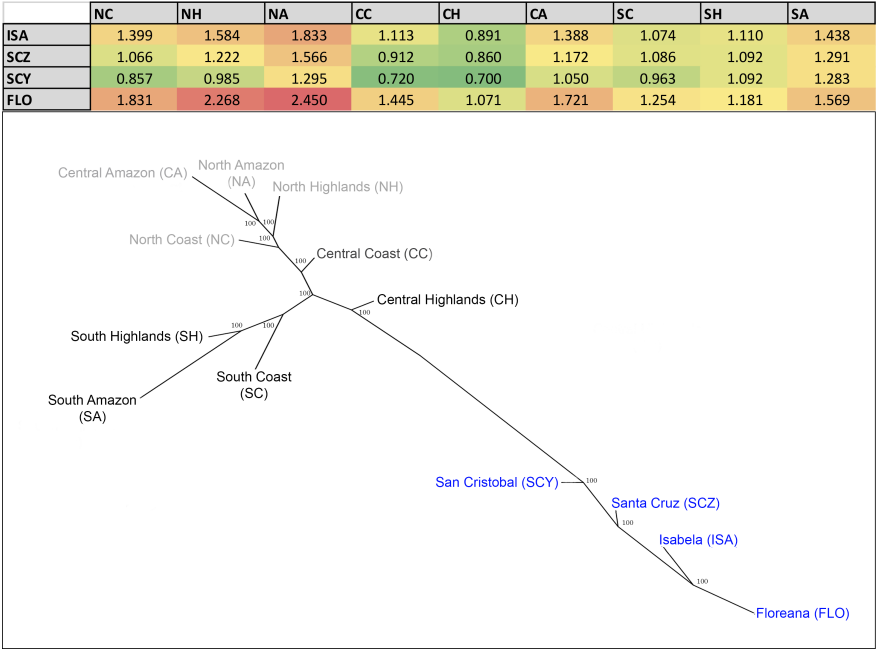 NC NH NA CC CH CA SC SH SA
ISA 1.399 1.584 1.833 1.113 0.891 1.388 1.074 1.110 1.438
SCZ 1.066 1.222 1.566 0.912 0.860 1.172 1.086 1.092 1.291
SCY 0.857 0.985 1.295 0.720 0.700 1.050 0.963 1.092 1.283
FLO 1.831 2.268 2.450 1.445 1.071 1.721 1.254 1.181 1.569
Central Amazon (CA)
North Amazon
(NA)
North Highlands (NH)
100 100
North Coast (NC)
100
Central Coast (CC)
100
100
Central Highlands (CH)
100
South Highlands (SH)
100
100
South Coast
(SC)
South Amazon
(SA)
San Cristobal (SCY)
100
Santa Cruz (SCZ)
100
Isabela (ISA)
100
Floreana (FLO)